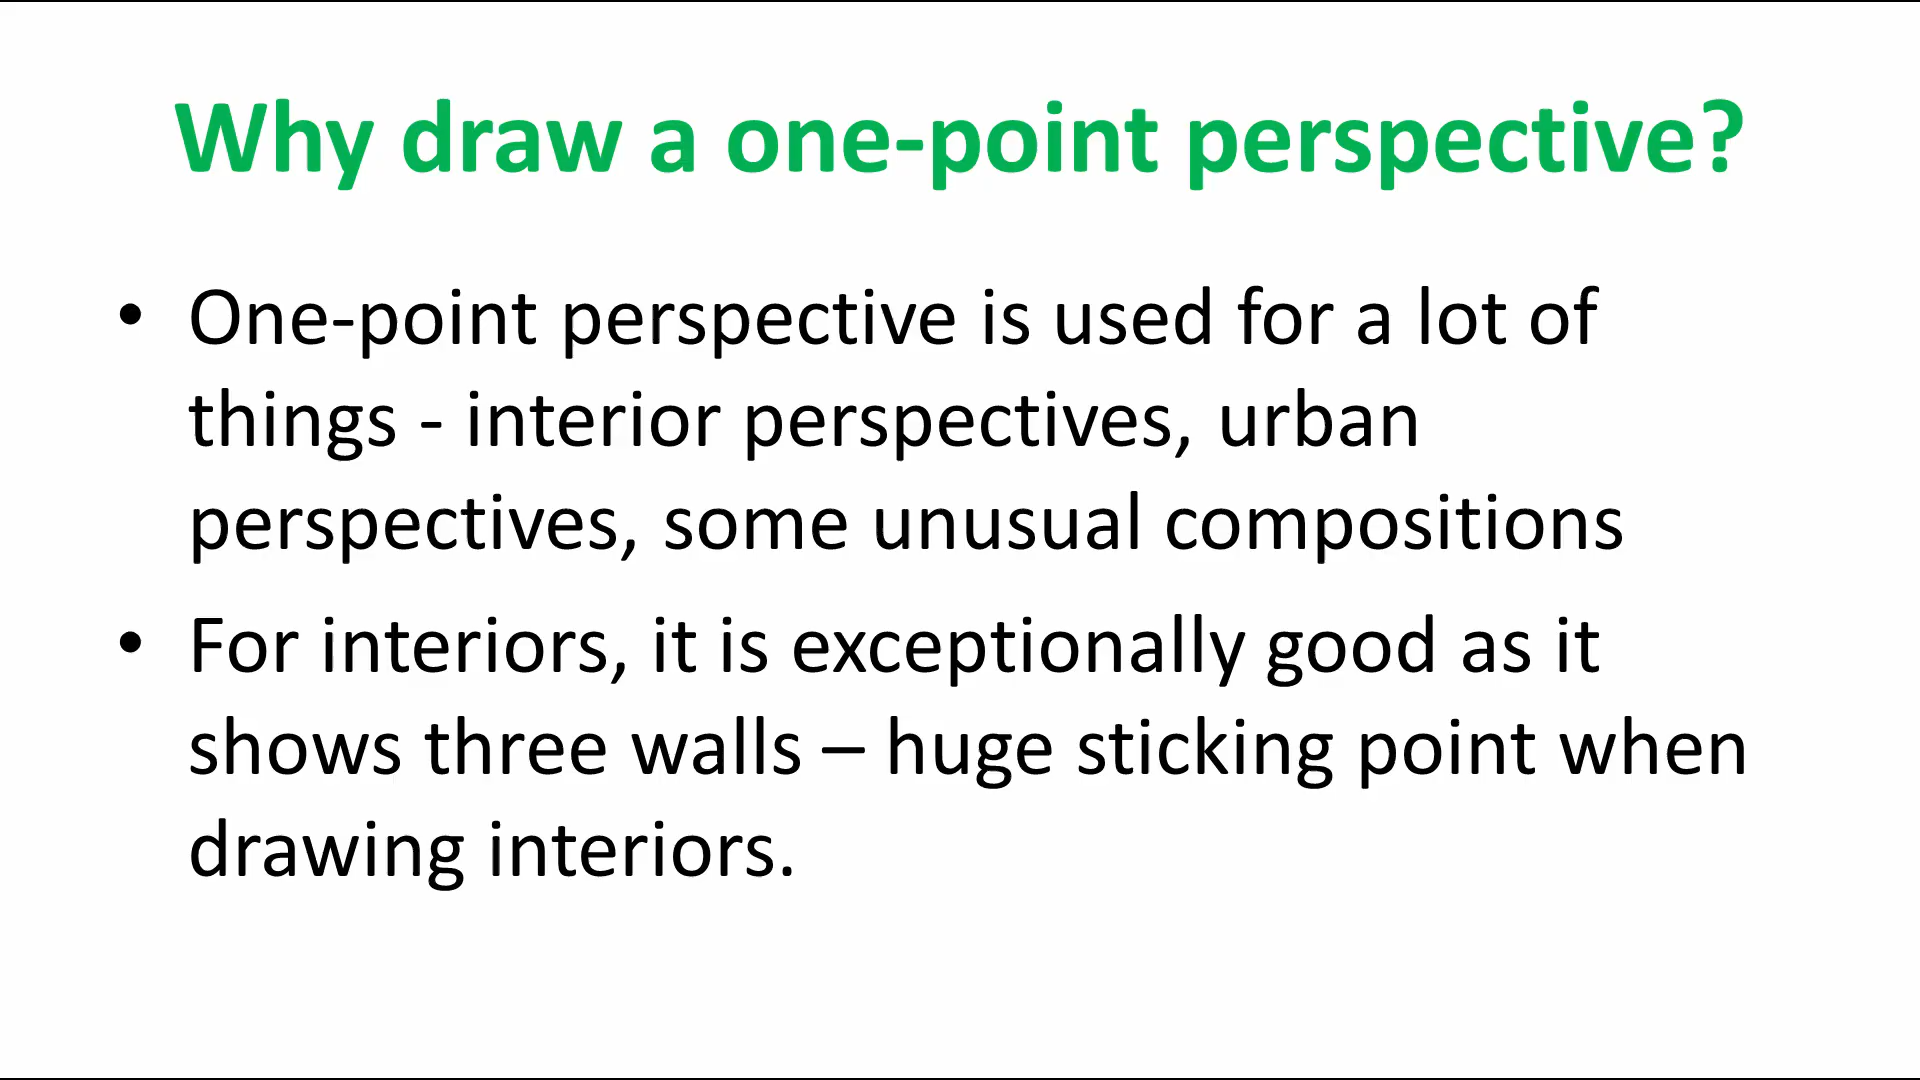 Why draw a one-point perspective?
• One-point perspective is used for a lot of
things - interior perspectives, urban
perspectives, some unusual compositions
• For interiors, it is exceptionally good as it
shows three walls – huge sticking point when
drawing interiors.